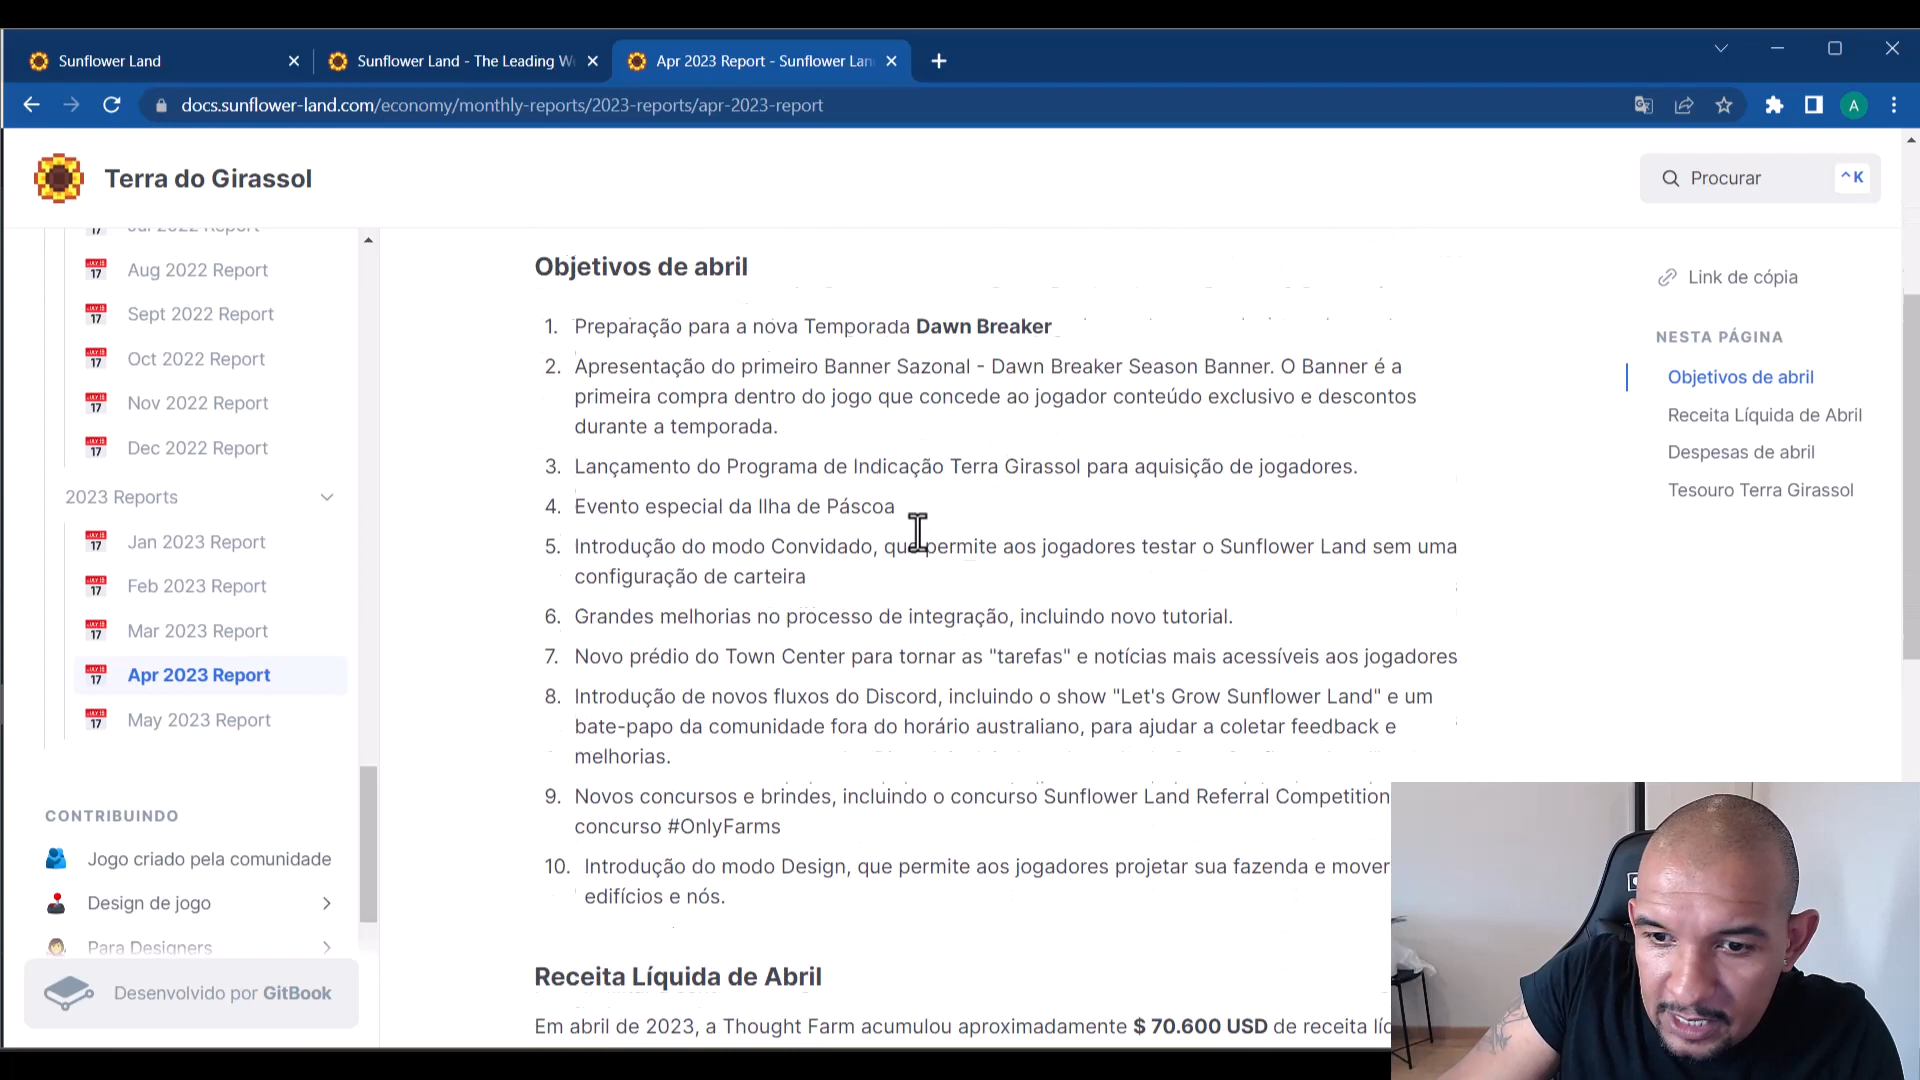 Sunflower Land
Sunflower Land - The Leading W
Apr 2023 Report - Sunflower Lan
docs.sunflower-land.com/economy/monthly-reports/2023-reports/apr-2023-report
A
Terra do Girassol
Procurar
^K
Jul 2022 Report
Aug 2022 Report
Sept 2022 Report
Oct 2022 Report
Nov 2022 Report
Dec 2022 Report
2023 Reports
Jan 2023 Report
Feb 2023 Report
Mar 2023 Report
Apr 2023 Report
May 2023 Report
CONTRIBUINDO
Jogo criado pela comunidade
Design de jogo
Para Designers
Desenvolvido por GitBook
Objetivos de abril
1. Preparação para a nova Temporada Dawn Breaker
2. Apresentação do primeiro Banner Sazonal - Dawn Breaker Season Banner. O Banner é a
primeira compra dentro do jogo que concede ao jogador conteúdo exclusivo e descontos
durante a temporada.
3. Lançamento do Programa de Indicação Terra Girassol para aquisição de jogadores.
4. Evento especial da Ilha de Páscoa
5. Introdução do modo Convidado, que permite aos jogadores testar o Sunflower Land sem uma
configuração de carteira
6. Grandes melhorias no processo de integração, incluindo novo tutorial.
7. Novo prédio do Town Center para tornar as "tarefas" e notícias mais acessíveis aos jogadores
8. Introdução de novos fluxos do Discord, incluindo o show "Let's Grow Sunflower Land" e um
bate-papo da comunidade fora do horário australiano, para ajudar a coletar feedback e
melhorias.
9. Novos concursos e brindes, incluindo o concurso Sunflower Land Referral Competition
concurso #OnlyFarms
10. Introdução do modo Design, que permite aos jogadores projetar sua fazenda e mover
edifícios e nós.
Receita Líquida de Abril
Em abril de 2023, a Thought Farm acumulou aproximadamente $ 70.600 USD de receita líq
Link de cópia
NESTA PÁGINA
Objetivos de abril
Receita Líquida de Abril
Despesas de abril
Tesouro Terra Girassol